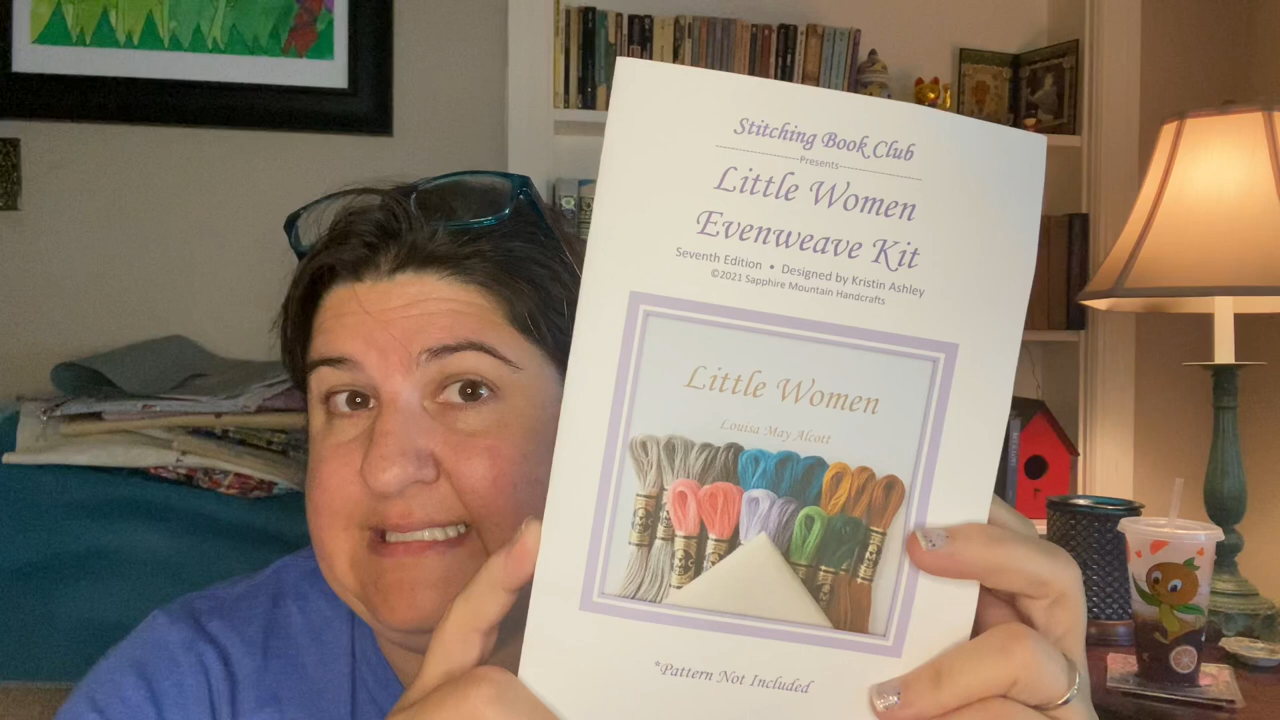 Stitching Book Club
Presents
Little Women
Evenweave Kit
Seventh Edition • Designed by Kristin Ashley
©2021 Sapphire Mountain Handcrafts
Little Women
Louisa May Alcott
DMC
*Pattern Not Included